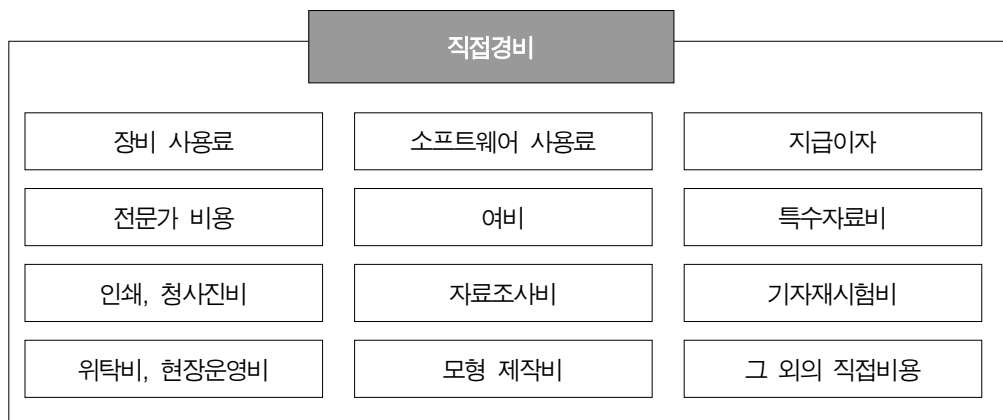 직접경비
장비 사용료
소프트웨어 사용료
지급이자
전문가 비용
여비
특수자료비
인쇄, 청사진비
자료조사비
기자재시험비
위탁비, 현장운영비
모형 제작비
그 외의 직접비용